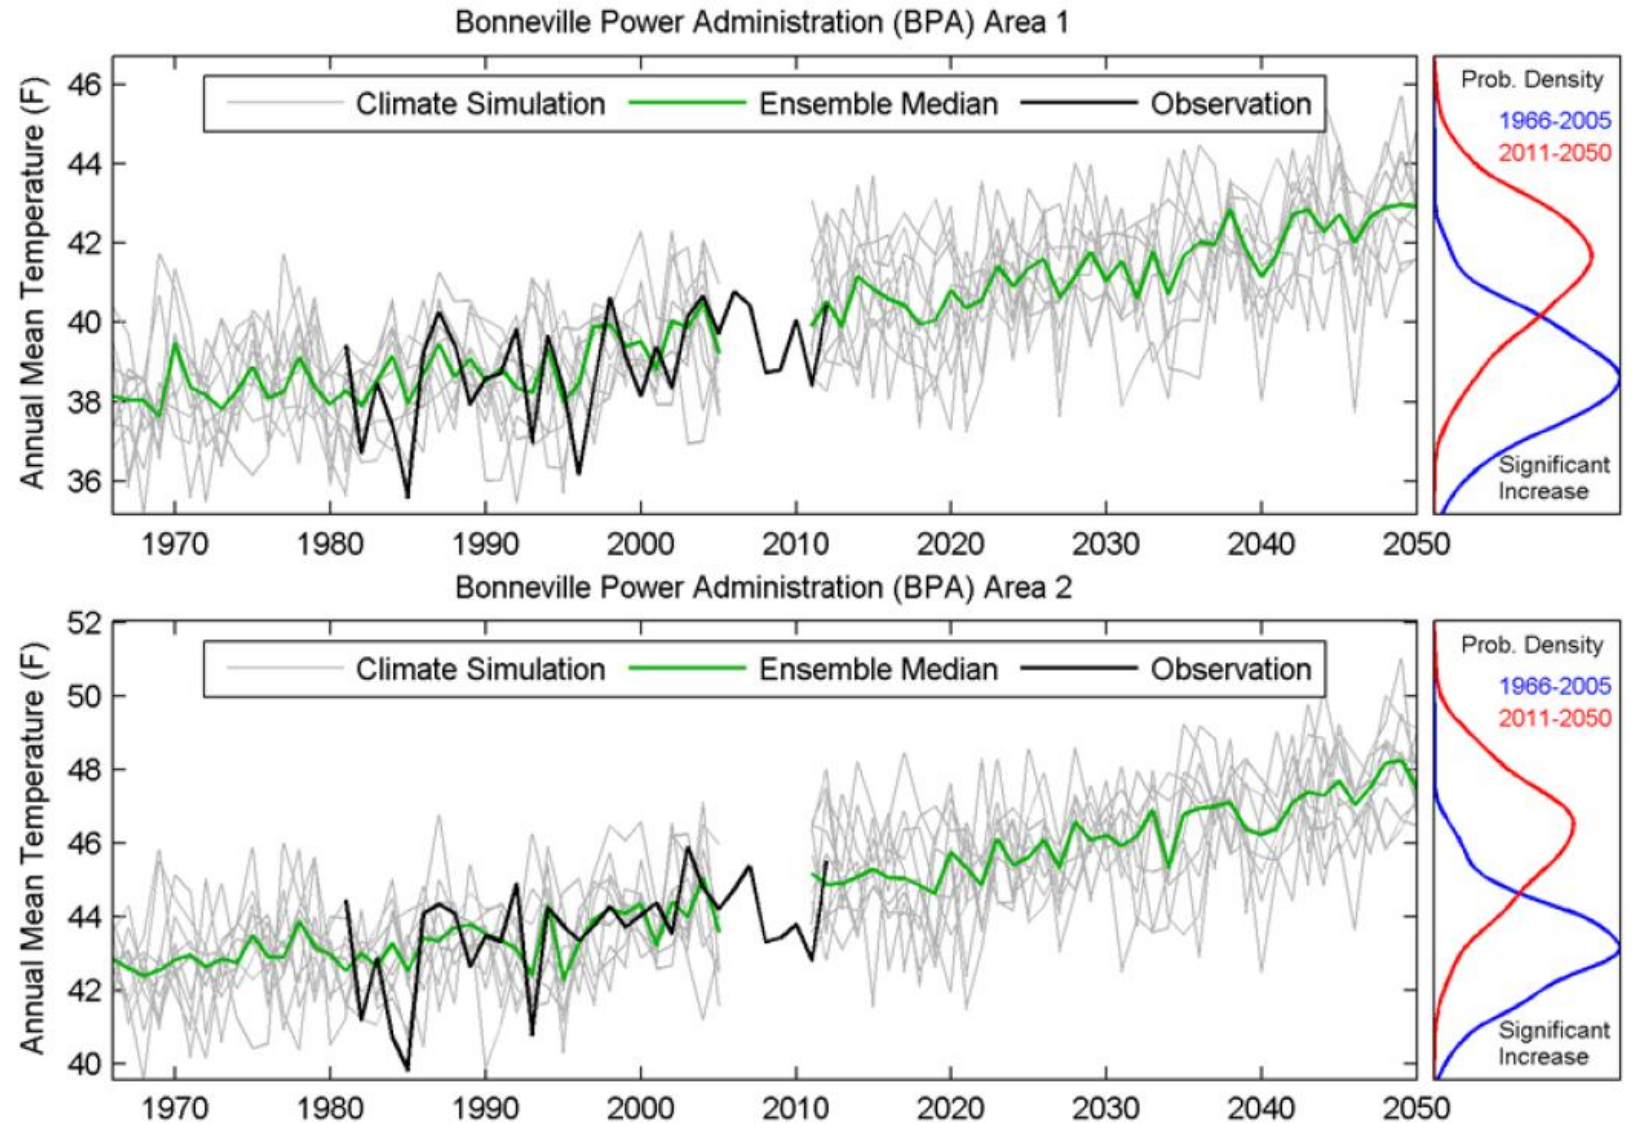 Bonneville Power Administration (BPA) Area 1
Annual Mean Temperature (F)
46
44
42
40
38
36
Climate Simulation Ensemble Median Observation
Prob. Density
1966-2005
2011-2050
Significant
Increase
1970 1980 1990 2000 2010 2020 2030 2040 2050
Bonneville Power Administration (BPA) Area 2
Annual Mean Temperature (F)
52
50
48
46
44
42
40
Climate Simulation Ensemble Median Observation
Prob. Density
1966-2005
2011-2050
Significant
Increase
1970 1980 1990 2000 2010 2020 2030 2040 2050